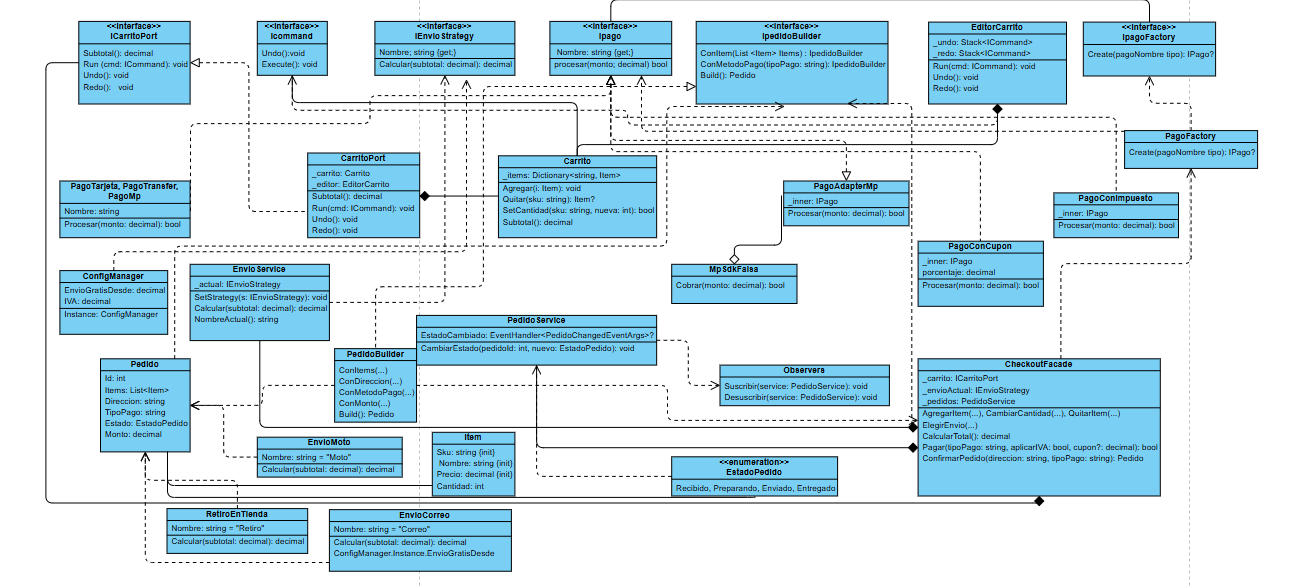 <<Interface>>
ICarritoPort
Subtotal(): decimal
Run (cmd: ICommand): void
Undo(): void
Redo(): void
<<Interface>>
Icommand
Undo():void
Execute(): void
<<Interface>>
IEnvioStrategy
Nombre; string {get;}
Calcular(subtotal: decimal): decimal
<<Interface>>
Ipago
Nombre: string {get;}
procesar(monto; decimal) bool
<<Interface>>
IpedidoBuilder
ConItem(List <Item> Items) : IpedidoBuilder
ConMetodoPago(tipoPago: string): IpedidoBuilder
Build(): Pedido
EditorCarrito
_undo: Stack<ICommand>
_redo: Stack<ICommand>
Run(cmd: ICommand): void
Undo(): void
Redo(): void
<<Interface>>
IpagoFactory
Create(pagoNombre tipo): IPago?
PagoFactory
Create(pagoNombre tipo): IPago?
CarritoPort
_carrito: Carrito
_editor: EditorCarrito
Subtotal(): decimal
Run(cmd: ICommand): void
Undo(): void
Redo(): void
Carrito
_items: Dictionary<string, Item>
Agregar(i: Item): void
Quitar(sku: string): Item?
SetCantidad(sku: string, nueva: int): bool
Subtotal(): decimal
PagoTarjeta, PagoTransfer,
PagoMp
Nombre: string
Procesar(monto: decimal): bool
PagoAdapterMp
_inner: IPago
Procesar(monto: decimal): bool
PagoConImpuesto
_inner: IPago
Procesar(monto: decimal): bool
PagoConCupon
_inner: IPago
porcentaje: decimal
Procesar(monto: decimal): bool
ConfigManager
EnvioGratisDesde: decimal
IVA: decimal
Instance: ConfigManager
EnvioService
_actual: IEnvioStrategy
SetStrategy(s: IEnvioStrategy): void
Calcular(subtotal: decimal): decimal
NombreActual(): string
MpSdkFalsa
Cobrar(monto: decimal): bool
PedidoService
EstadoCambiado: EventHandler<PedidoChangedEventArgs>?
CambiarEstado(pedidoId: int, nuevo: EstadoPedido): void
PedidoBuilder
ConItems(...)
ConDireccion(...)
ConMetodoPago(...)
ConMonto(...)
Build(): Pedido
Pedido
Id: int
Items: List<Item>
Direccion: string
TipoPago: string
Estado: EstadoPedido
Monto: decimal
Observers
Suscribir(service: PedidoService): void
Desuscribir(service: PedidoService): void
CheckoutFacade
_carrito: ICarritoPort
_envioActual: IEnvioStrategy
_pedidos: PedidoService
AgregarItem(...), CambiarCantidad(...), QuitarItem(...)
ElegirEnvio(...)
CalcularTotal(): decimal
Pagar(tipoPago: string, aplicarIVA: bool, cupon?: decimal): bool
ConfirmarPedido(direccion: string, tipoPago: string): Pedido
EnvioMoto
Nombre: string = "Moto"
Calcular(subtotal: decimal): decimal
Item
Sku: string {init}
Nombre: string {init}
Precio: decimal {init}
Cantidad: int
<<enumeration>>
EstadoPedido
Recibido, Preparando, Enviado, Entregado
RetiroEnTienda
Nombre: string = "Retiro"
Calcular(subtotal: decimal): decimal
EnvioCorreo
Nombre: string = "Correo"
Calcular(subtotal: decimal): decimal
ConfigManager.Instance.EnvioGratisDesde